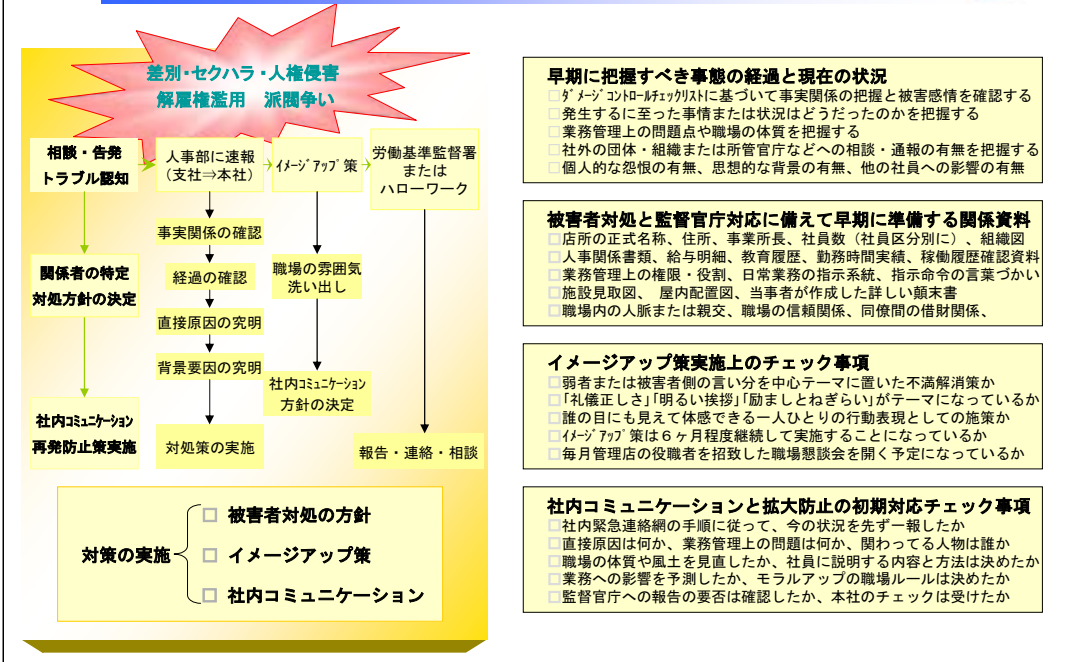 差別・セクハラ・人権侵害
解雇権濫用　派閥争い
相談・告発
トラブル認知
人事部に速報
（支社⇒本社）
ｲﾒｰｼﾞｱｯﾌﾟ策
労働基準監督署
または
ハローワーク
関係者の特定
対処方針の決定
社内ｺﾐｭﾆｹｰｼｮﾝ
再発防止策実施
事実関係の確認
経過の確認
直接原因の究明
背景要因の究明
対処策の実施
職場の雰囲気
洗い出し
社内ｺﾐｭﾆｹｰｼｮﾝ
方針の決定
報告・連絡・相談
対策の実施
□ 被害者対処の方針
□ イメージアップ策
□ 社内コミュニケーション
早期に把握すべき事態の経過と現在の状況
□ﾀﾞﾒｰｼﾞｺﾝﾄﾛｰﾙﾁｪｯｸﾘｽﾄに基づいて事実関係の把握と被害感情を確認する
□発生するに至った事情または状況はどうだったのかを把握する
□業務管理上の問題点や職場の体質を把握する
□社外の団体・組織または所管官庁などへの相談・通報の有無を把握する
□個人的な怨恨の有無、思想的な背景の有無、他の社員への影響の有無
被害者対処と監督官庁対応に備えて早期に準備する関係資料
□店所の正式名称、住所、事業所長、社員数（社員区分別に）、組織図
□人事関係書類、給与明細、教育履歴、勤務時間実績、稼働履歴確認資料
□業務管理上の権限・役割、日常業務の指示系統、指示命令の言葉づかい
□施設見取図、 屋内配置図、当事者が作成した詳しい顛末書
□職場内の人脈または親交、職場の信頼関係、同僚間の借財関係、
イメージアップ策実施上のチェック事項
□弱者または被害者側の言い分を中心テーマに置いた不満解消策か
□「礼儀正しさ」「明るい挨拶」「励ましとねぎらい」がテーマになっているか
□誰の目にも見えて体感できる一人ひとりの行動表現としての施策か
□ｲﾒｰｼﾞｱｯﾌﾟ策は６ヶ月程度継続して実施することになっているか
□毎月管理店の役職者を招致した職場懇談会を開く予定になっているか
社内コミュニケーションと拡大防止の初期対応チェック事項
□社内緊急連絡網の手順に従って、今の状況を先ず一報したか
□直接原因は何か、業務管理上の問題は何か、関わってる人物は誰か
□職場の体質や風土を見直したか、社員に説明する内容と方法は決めたか
□業務への影響を予測したか、モラルアップの職場ルールは決めたか
□監督官庁への報告の要否は確認したか、本社のチェックは受けたか